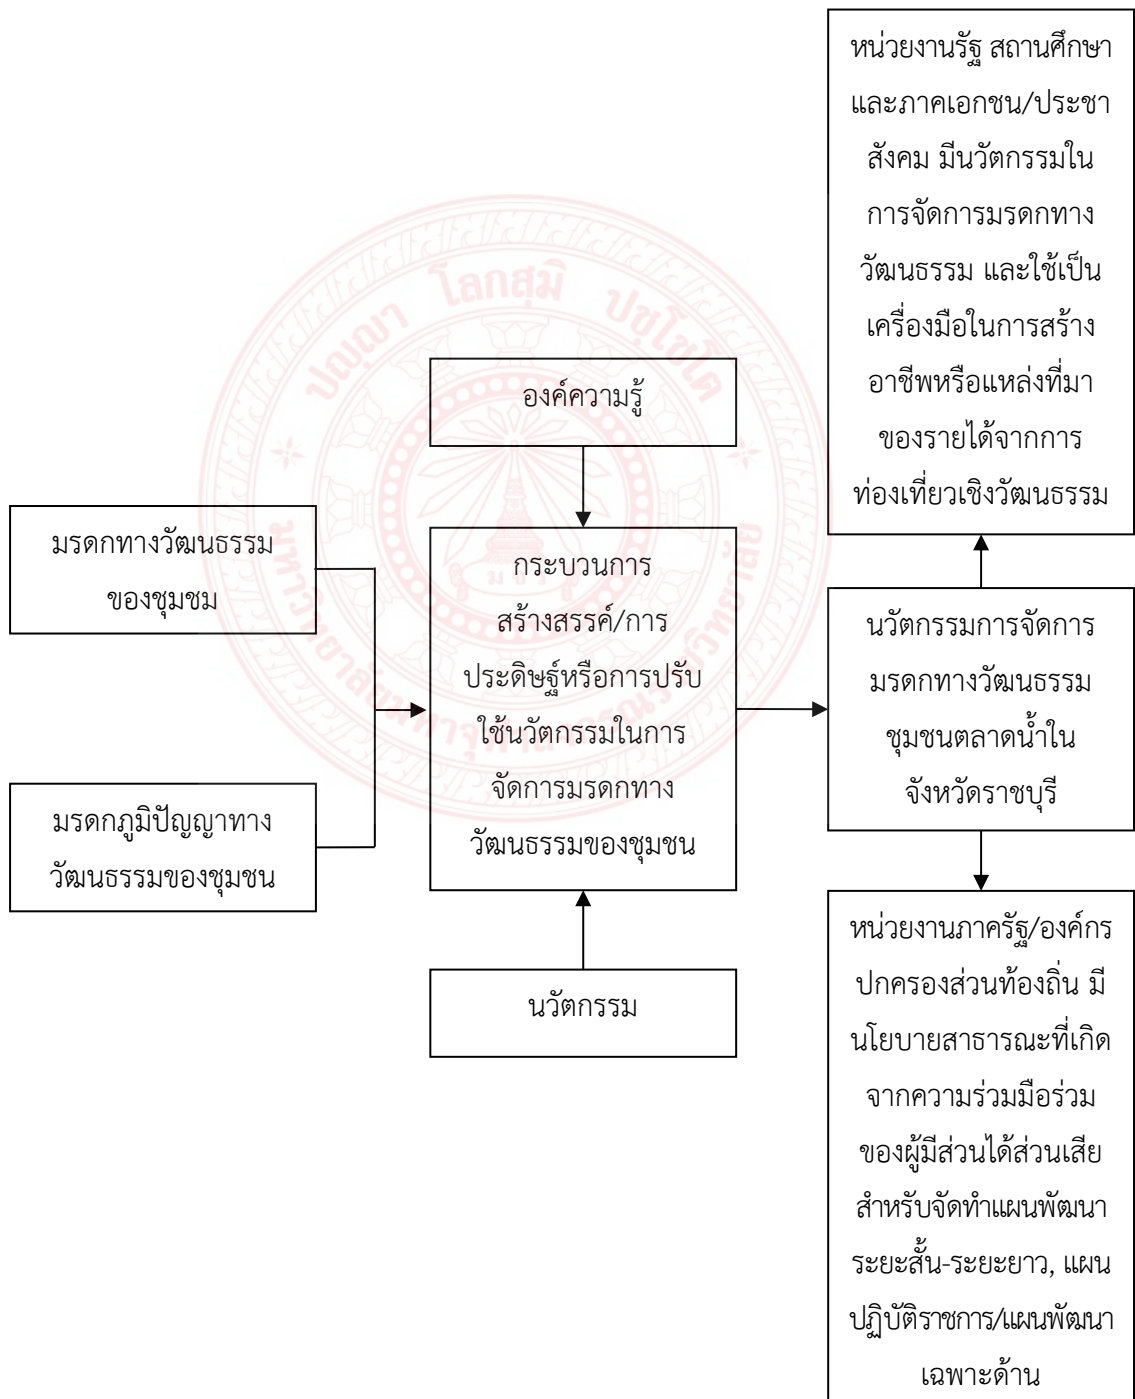 หน่วยงานรัฐ สถานศึกษา
และภาคเอกชน/ประชา
สังคม มีนวัตกรรมใน
การจัดการมรดกทาง
วัฒนธรรม และใช้เป็น
เครื่องมือในการสร้าง
อาชีพหรือแหล่งที่มา
ของรายได้จากการ
ท่องเที่ยวเชิงวัฒนธรรม
องค์ความรู้
มรดกทางวัฒนธรรม
ของชุมชม
มรดกภูมิปัญญาทาง
วัฒนธรรมของชุมชน
กระบวนการ
สร้างสรรค์/การ
ประดิษฐ์หรือการปรับ
ใช้นวัตกรรมในการ
จัดการมรดกทาง
วัฒนธรรมของชุมชน
นวัตกรรม
นวัตกรรมการจัดการ
มรดกทางวัฒนธรรม
ชุมชนตลาดน้ำใน
จังหวัดราชบุรี
หน่วยงานภาครัฐ/องค์กร
ปกครองส่วนท้องถิ่น มี
นโยบายสาธารณะที่เกิด
จากความร่วมมือร่วม
ของผู้มีส่วนได้ส่วนเสีย
สำหรับจัดทำแผนพัฒนา
ระยะสั้น-ระยะยาว, แผน
ปฏิบัติราชการ/แผนพัฒนา
เฉพาะด้าน
ปญฺญา โลกสฺมิ ปชฺโชโต